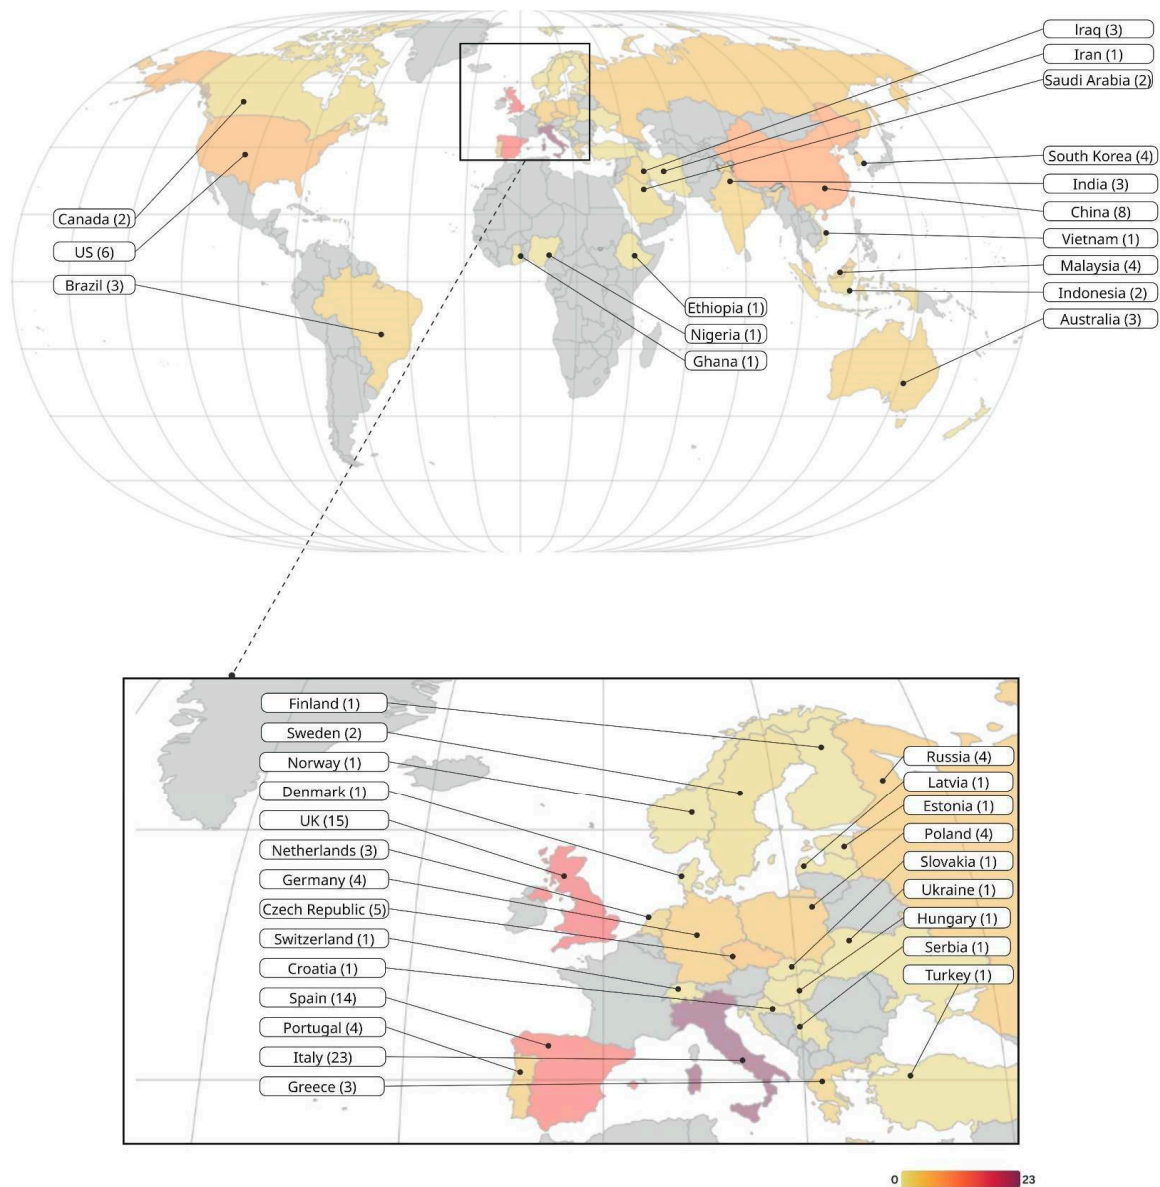 Iraq (3)
Iran (1)
Saudi Arabia (2)
South Korea (4)
India (3)
China (8)
Vietnam (1)
Malaysia (4)
Indonesia (2)
Australia (3)
Canada (2)
US (6)
Brazil (3)
Ethiopia (1)
Nigeria (1)
Ghana (1)
Finland (1)
Sweden (2)
Norway (1)
Denmark (1)
UK (15)
Netherlands (3)
Germany (4)
Czech Republic (5)
Switzerland (1)
Croatia (1)
Spain (14)
Portugal (4)
Italy (23)
Greece (3)
Russia (4)
Latvia (1)
Estonia (1)
Poland (4)
Slovakia (1)
Ukraine (1)
Hungary (1)
Serbia (1)
Turkey (1)
0 23